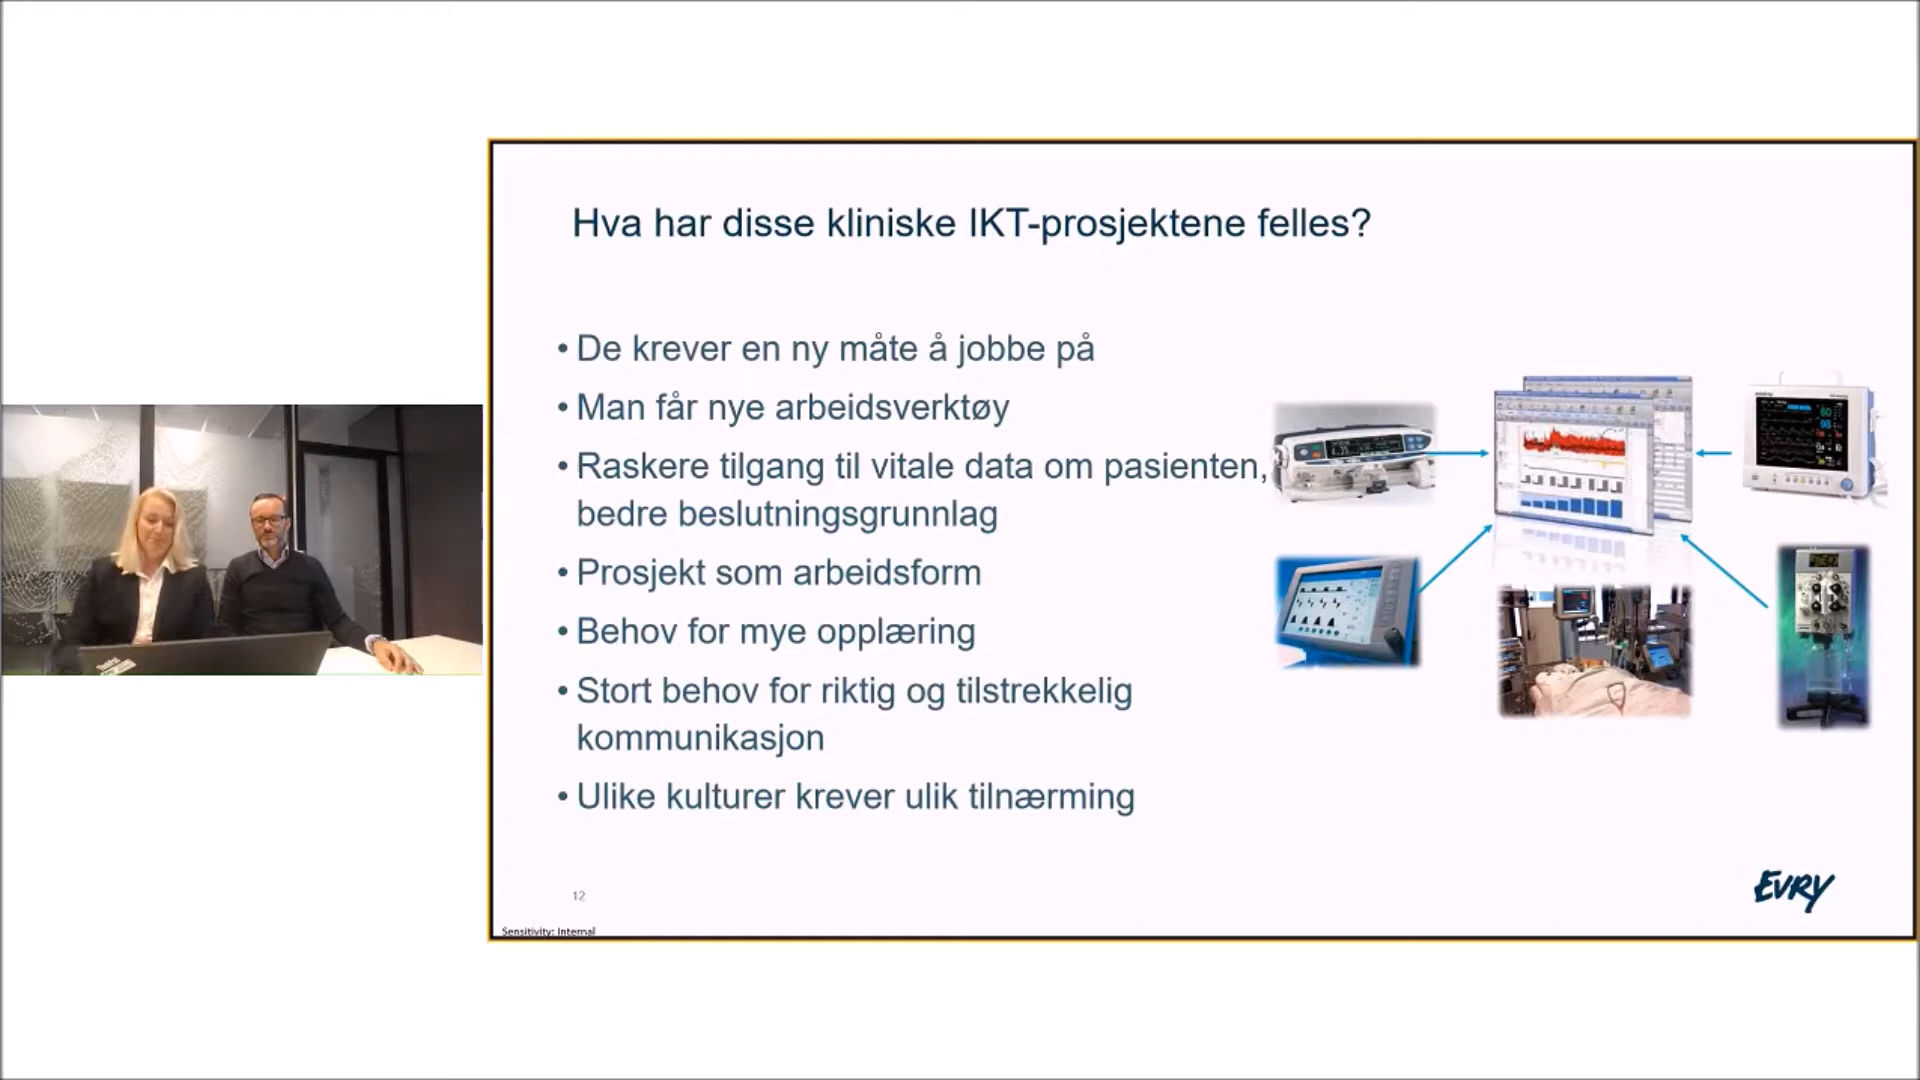 Hva har disse kliniske IKT-prosjektene felles?
• De krever en ny måte å jobbe på
• Man får nye arbeidsverktøy
• Raskere tilgang til vitale data om pasienten,
bedre beslutningsgrunnlag
• Prosjekt som arbeidsform
• Behov for mye opplæring
• Stort behov for riktig og tilstrekkelig
kommunikasjon
• Ulike kulturer krever ulik tilnærming
12
EVRY
Sensitivity: Internal